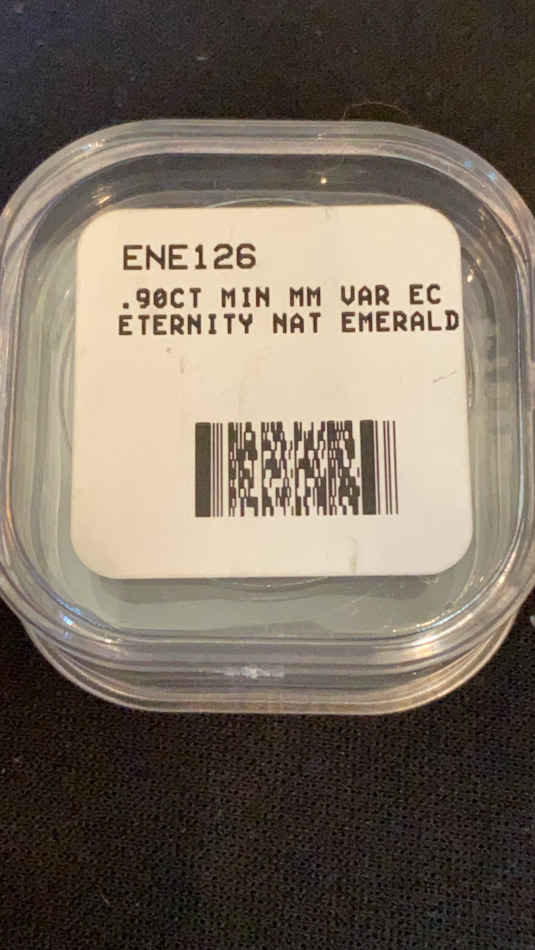 ENE126
.90CT MIN MM VAR EC
ETERNITY NAT EMERALD